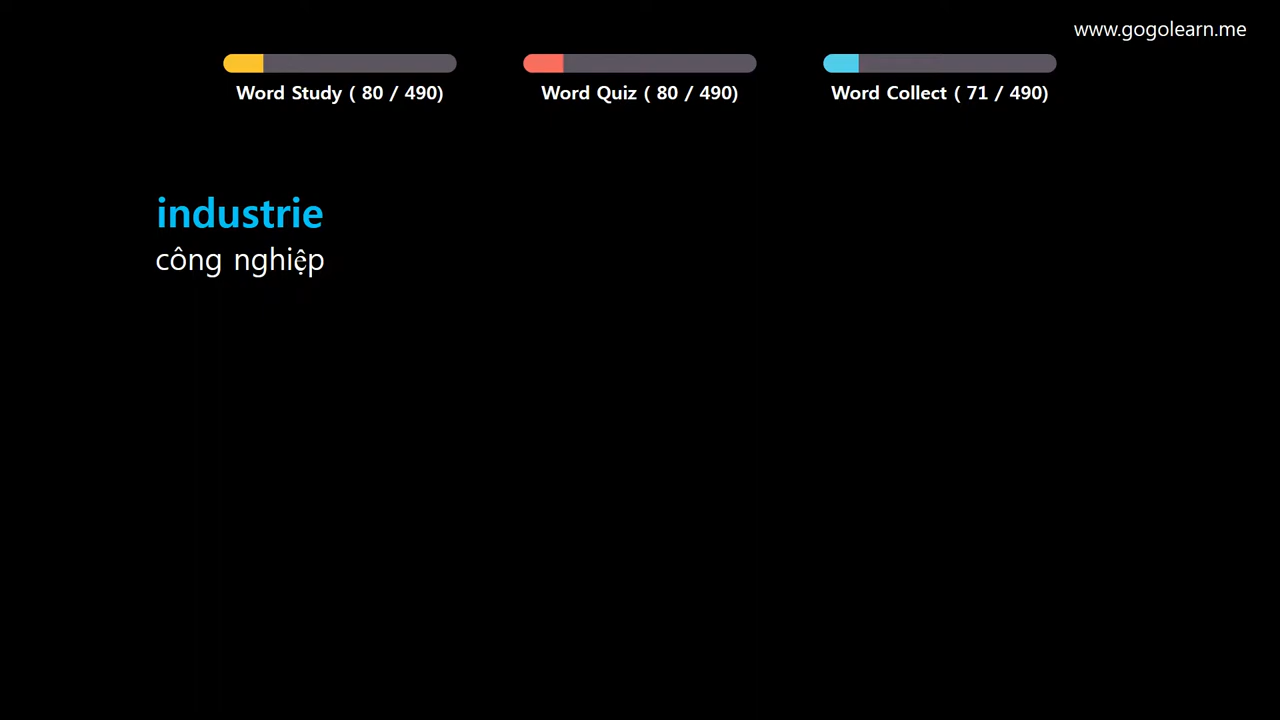 www.gogolearn.me
Word Study ( 80 / 490)
Word Quiz ( 80 / 490)
Word Collect ( 71 / 490)
industrie
công nghiệp